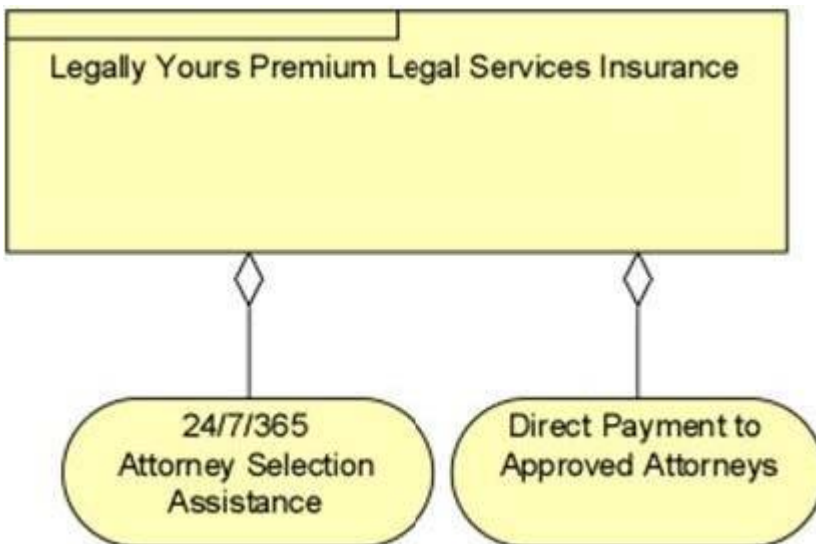 Legally Yours Premium Legal Services Insurance
24/7/365
Attorney Selection
Assistance
Direct Payment to
Approved Attorneys